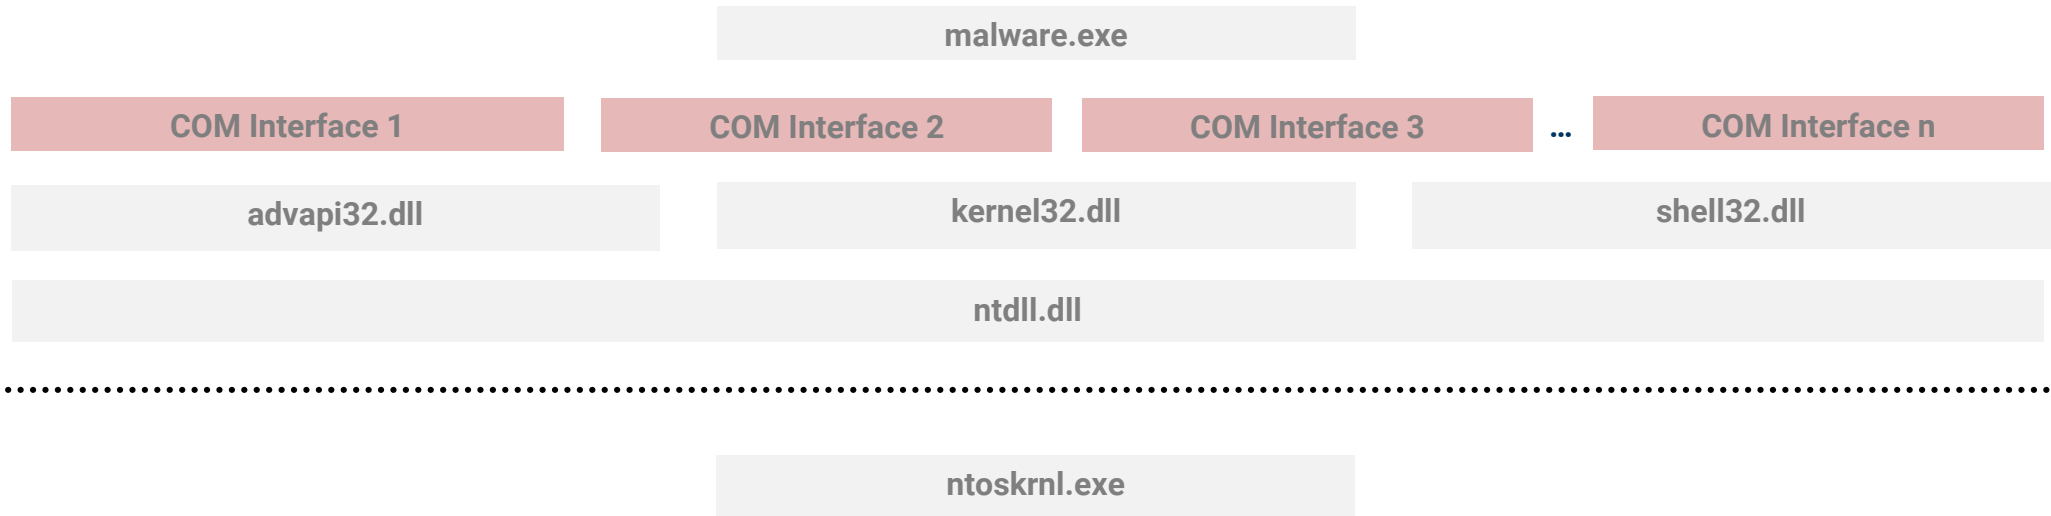 malware.exe
COM Interface 1 COM Interface 2 COM Interface 3 ... COM Interface n
advapi32.dll kernel32.dll shell32.dll
ntdll.dll
ntoskrnl.exe